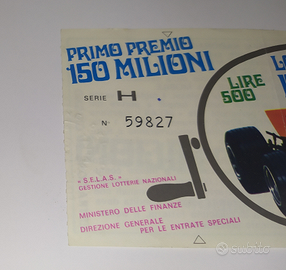 PRIMO PREMIO
150 MILIONI
SERIE H
N 59827
LIRE
500
« S.E.L.A.S. »
GESTIONE LOTTERIE NAZIONALI
MINISTERO DELLE FINANZE
DIREZIONE GENERALE
PER LE ENTRATE SPECIALI
subito